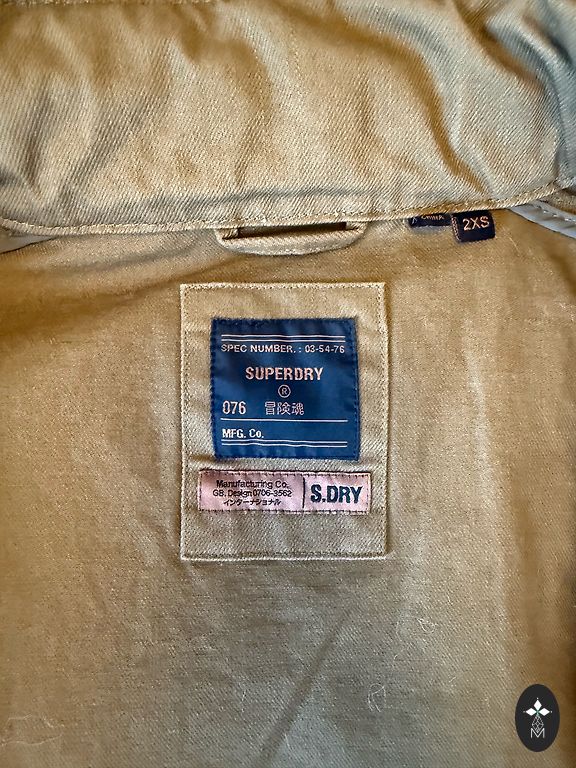 CHINA
2XS
SPEC NUMBER. : 03-54-76
SUPERDRY
®
076 冒険魂
MFG. Co.
Manufacturing Co.
GB. Design 0706-3562
インターナショナル
S.DRY
M